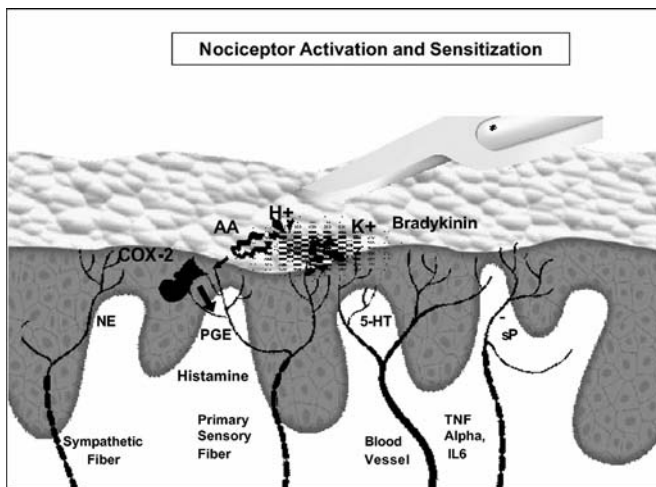 Nociceptor Activation and Sensitization
H+
AA
K+
Bradykinin
COX-2
NE
PGE
5-HT
sP
Histamine
Sympathetic
Fiber
Primary
Sensory
Fiber
Blood
Vessel
TNF
Alpha,
IL6